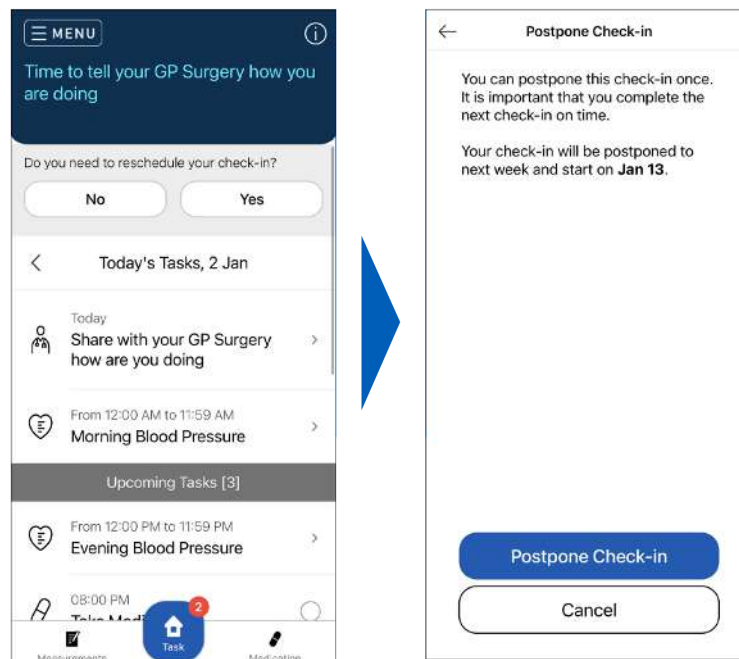 MENU
Time to tell your GP Surgery how you
are doing
Do you need to reschedule your check-in?
No
Yes
Today's Tasks, 2 Jan
Today
Share with your GP Surgery
how are you doing
From 12:00 AM to 11:59 AM
Morning Blood Pressure
Upcoming Tasks [3]
From 12:00 PM to 11:59 PM
Evening Blood Pressure
08:00 PM
Take
2
Task
Measurements
Medication
Postpone Check-in
You can postpone this check-in once.
It is important that you complete the
next check-in on time.
Your check-in will be postponed to
next week and start on Jan 13.
Postpone Check-in
Cancel